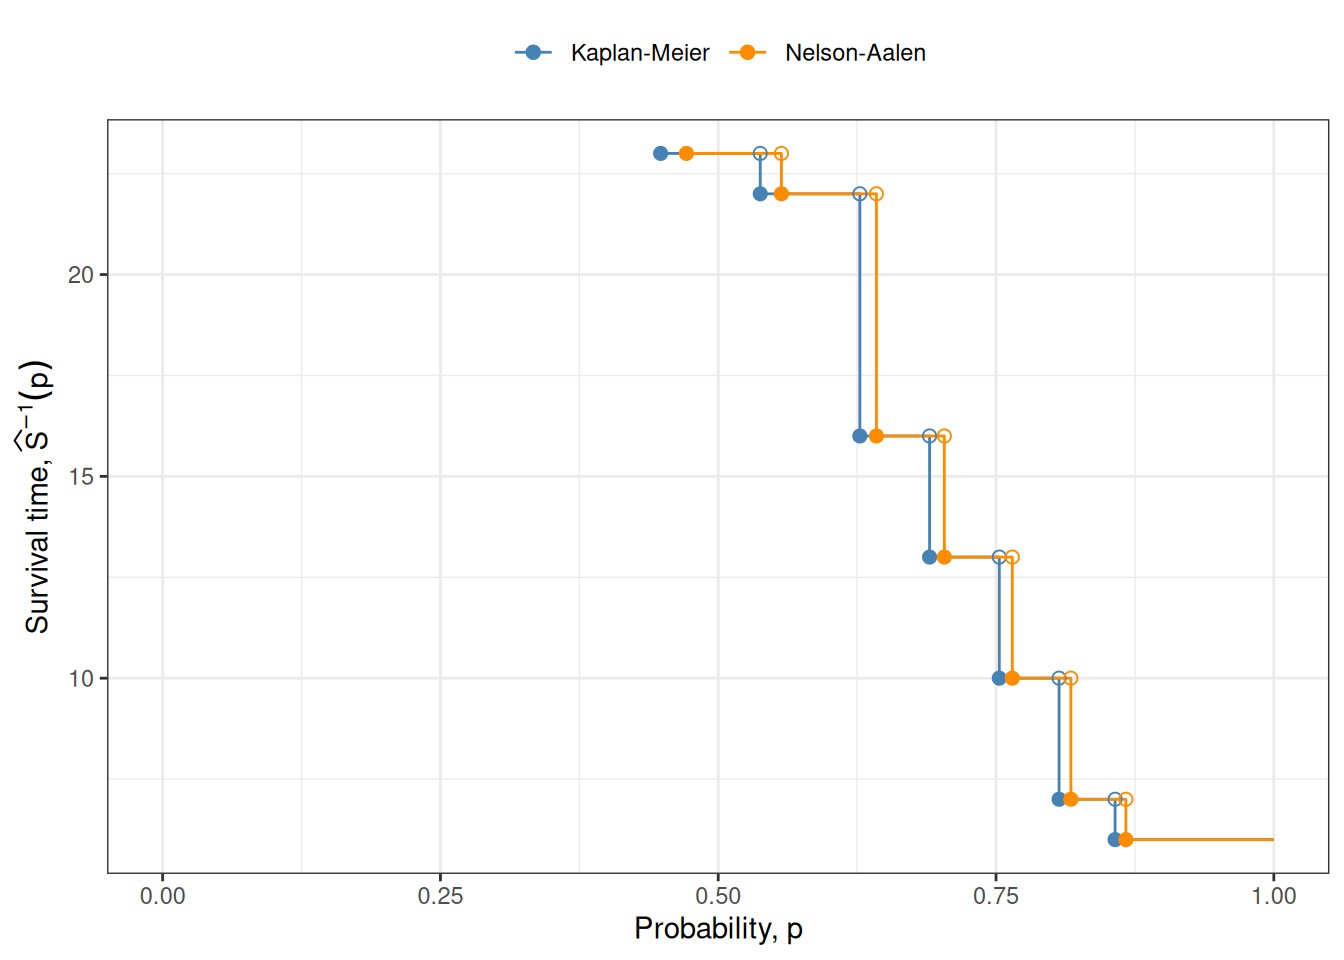 Kaplan-Meier Nelson-Aalen
20
15
10
Survival time, Ŝ⁻¹(p)
0.00 0.25 0.50 0.75 1.00
Probability, p